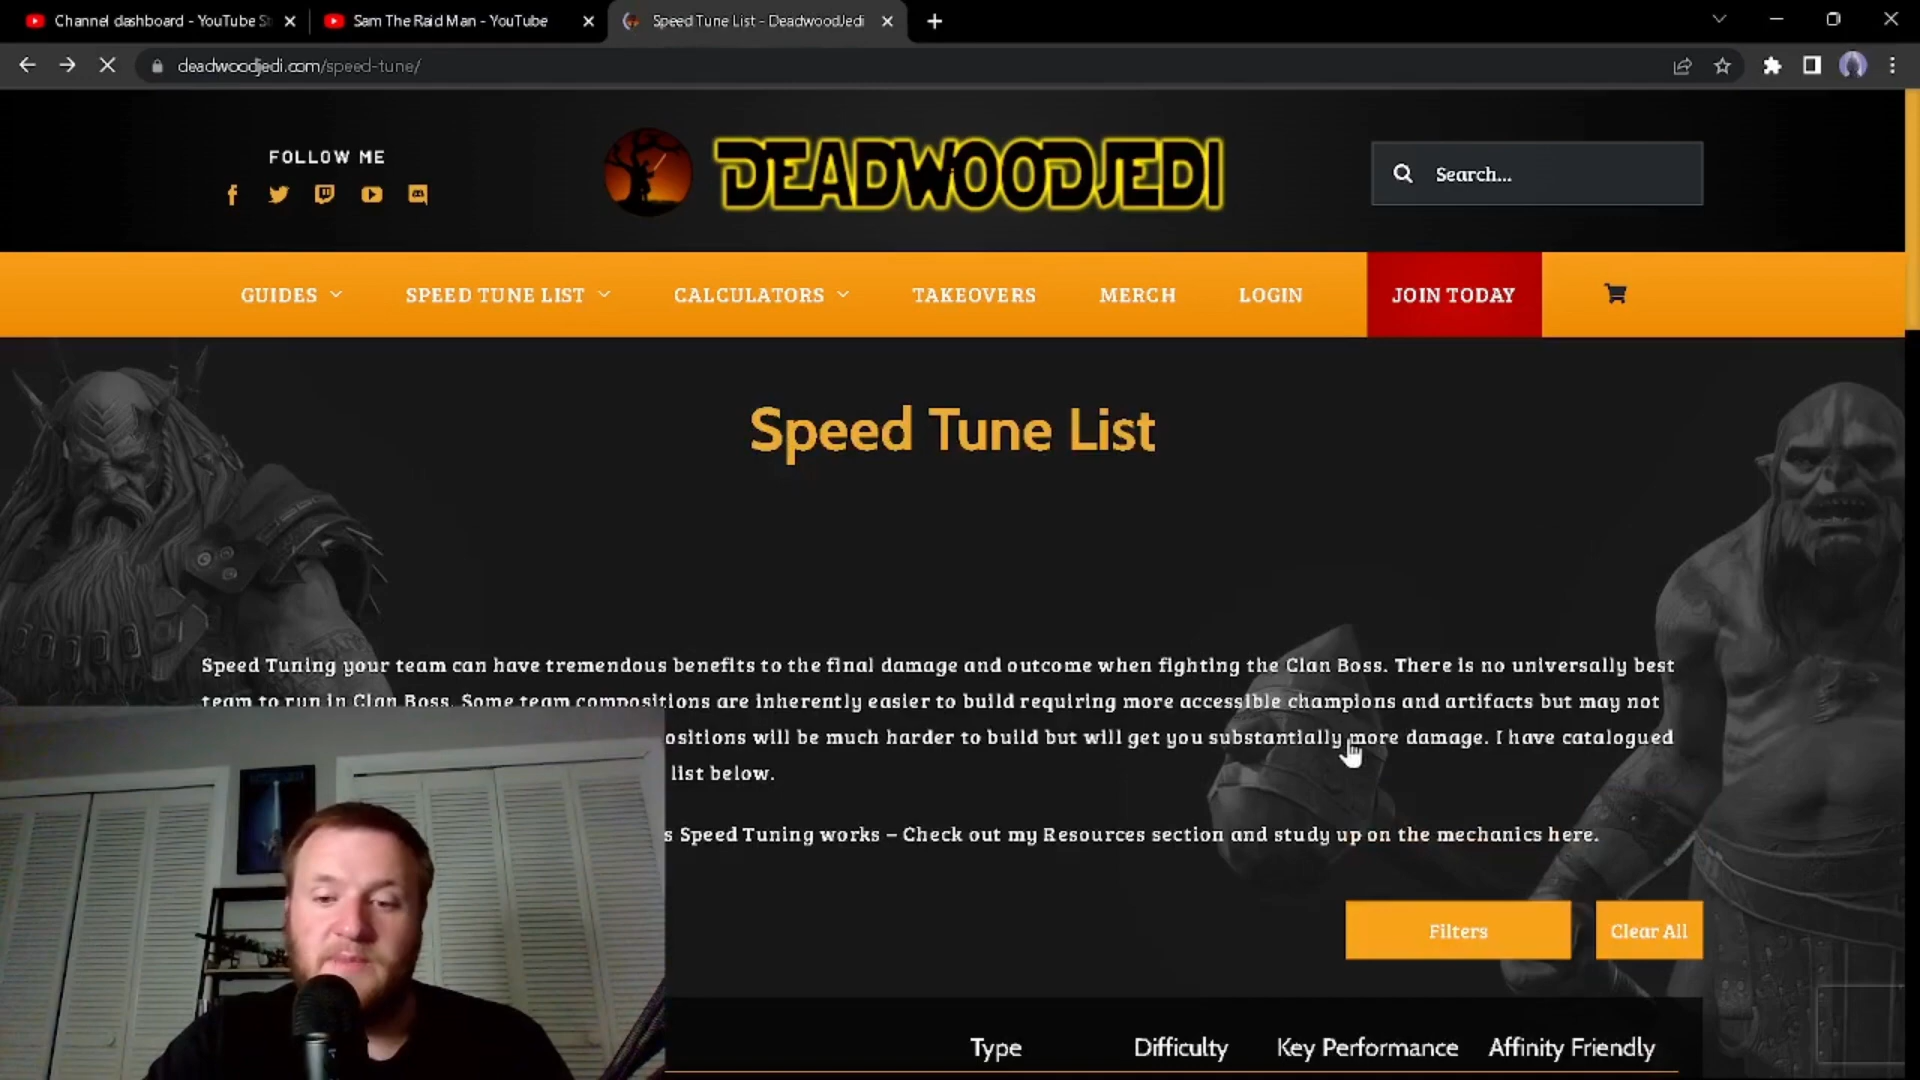 Channel dashboard - YouTube St
Sam The Raid Man - YouTube
Speed Tune List - DeadwoodJedi
deadwoodjedi.com/speed-tune/
FOLLOW ME
DEADWOODJEDI
Search...
GUIDES
SPEED TUNE LIST
CALCULATORS
TAKEOVERS
MERCH
LOGIN
JOIN TODAY
Speed Tune List
Speed Tuning your team can have tremendous benefits to the final damage and outcome when fighting the Clan Boss. There is no universally best
team to run in Clan Boss. Some team compositions are inherently easier to build requiring more accessible champions and artifacts but may not
ositions will be much harder to build but will get you substantially more damage. I have catalogued
list below.
s Speed Tuning works – Check out my Resources section and study up on the mechanics here.
Filters
Clear All
Type
Difficulty
Key Performance
Affinity Friendly